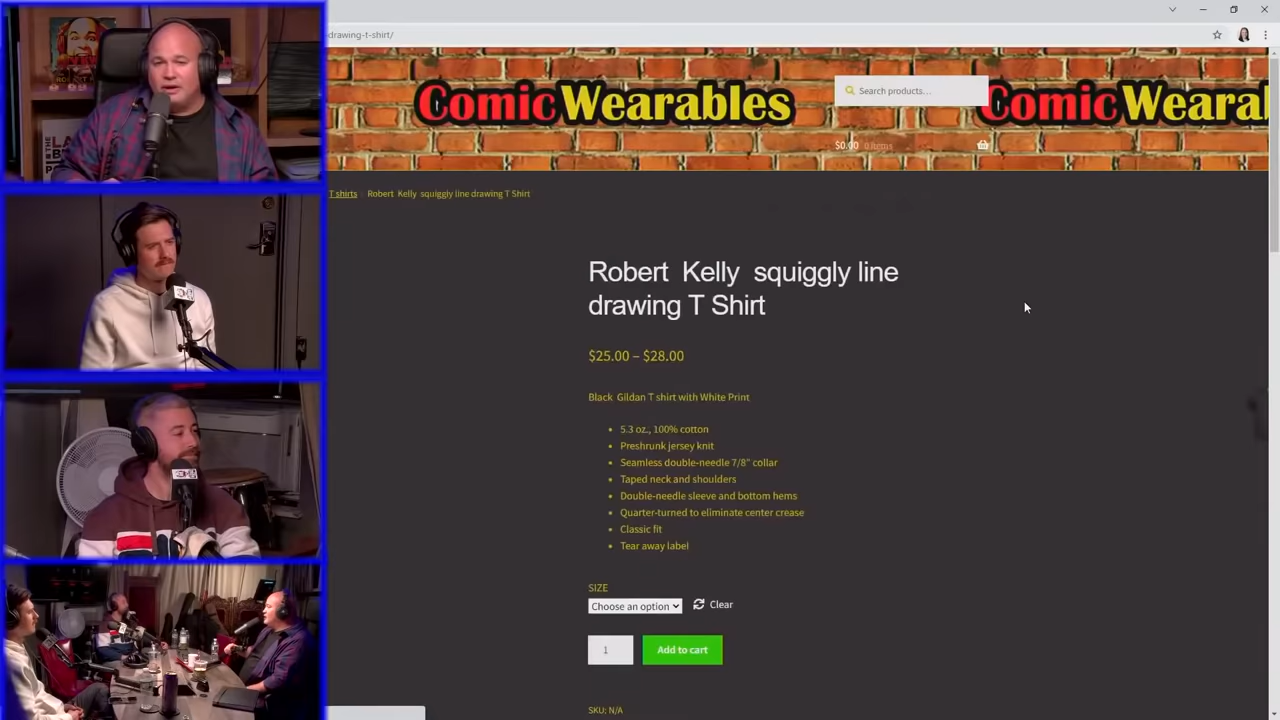 drawing-t-shirt/
ComicWearables
Search products…
ComicWearabl
$0.00 0 items
T shirts Robert Kelly squiggly line drawing T Shirt
Robert Kelly squiggly line
drawing T Shirt
$25.00 – $28.00
Black Gildan T shirt with White Print
5.3 oz., 100% cotton
Preshrunk jersey knit
Seamless double-needle 7/8" collar
Taped neck and shoulders
Double-needle sleeve and bottom hems
Quarter-turned to eliminate center crease
Classic fit
Tear away label
SIZE
Choose an option
Clear
1
Add to cart
SKU: N/A